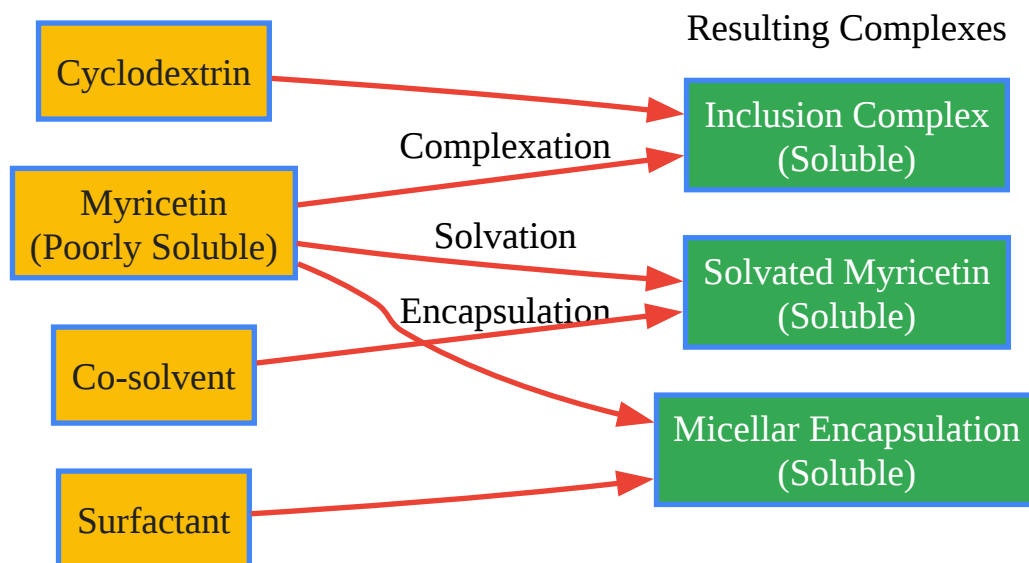 Resulting Complexes
Cyclodextrin
Inclusion Complex
(Soluble)
Complexation
Myricetin
(Poorly Soluble)
Solvation
Solvated Myricetin
(Soluble)
Encapsulation
Co-solvent
Micellar Encapsulation
(Soluble)
Surfactant